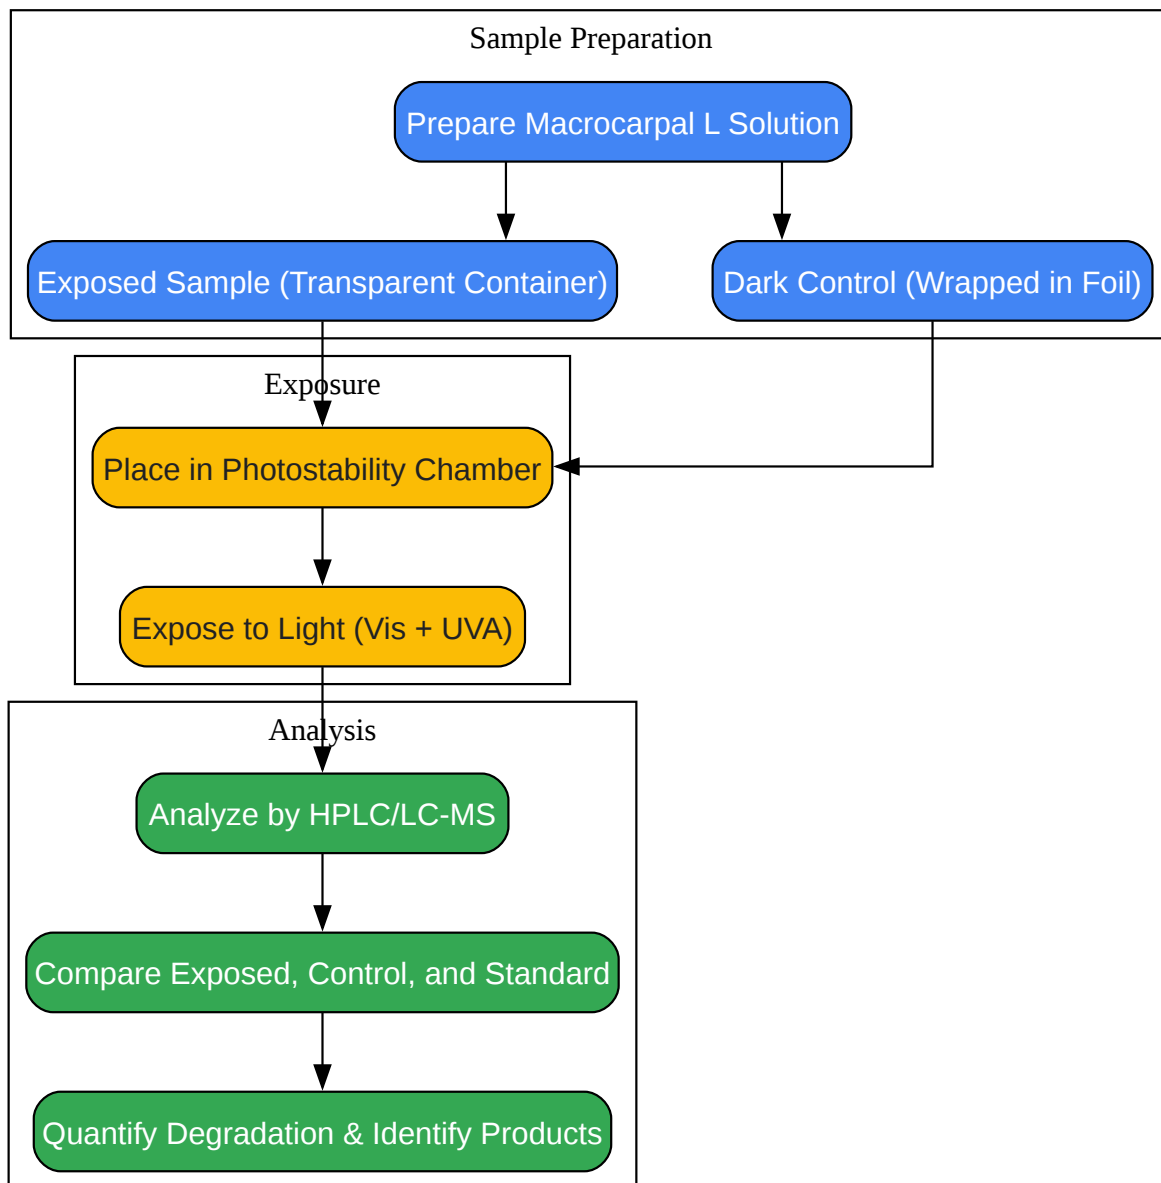 Sample Preparation
Prepare Macrocarpal L Solution
Exposed Sample (Transparent Container)
Dark Control (Wrapped in Foil)
Exposure
Place in Photostability Chamber
Expose to Light (Vis + UVA)
Analysis
Analyze by HPLC/LC-MS
Compare Exposed, Control, and Standard
Quantify Degradation & Identify Products